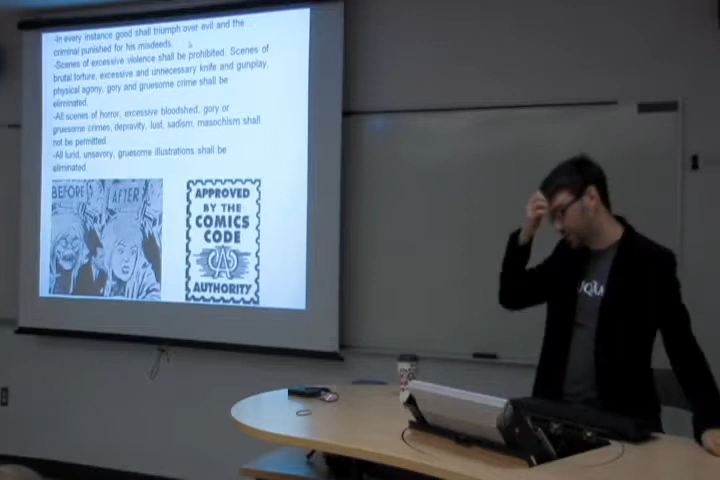 -In every instance good shall triumph over evil and the
criminal punished for his misdeeds.
-Scenes of excessive violence shall be prohibited. Scenes of
brutal torture, excessive and unnecessary knife and gunplay,
physical agony, gory and gruesome crime shall be
eliminated.
-All scenes of horror, excessive bloodshed, gory or
gruesome crimes, depravity, lust, sadism, masochism shall
not be permitted.
-All lurid, unsavory, gruesome illustrations shall be
eliminated.
BEFORE AFTER
APPROVED
BY THE
COMICS
CODE
CA
AUTHORITY